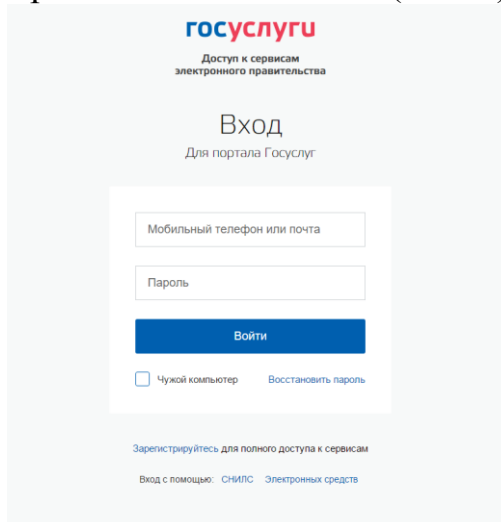 госуслуги
Доступ к сервисам
электронного правительства
Вход
Для портала Госуслуг
Мобильный телефон или почта
Пароль
Войти
Чужой компьютер Восстановить пароль
Зарегистрируйтесь для полного доступа к сервисам
Вход с помощью: СНИЛС Электронных средств